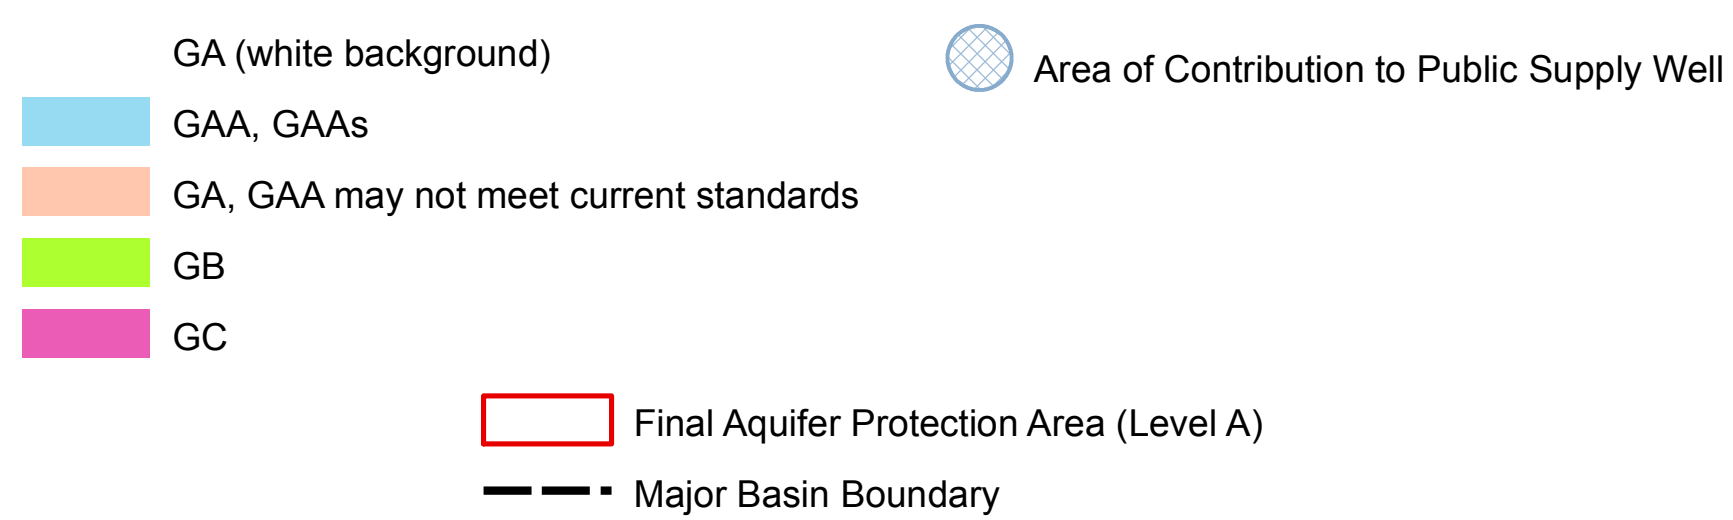 GA (white background)
Area of Contribution to Public Supply Well
GAA, GAAs
GA, GAA may not meet current standards
GB
GC
Final Aquifer Protection Area (Level A)
Major Basin Boundary